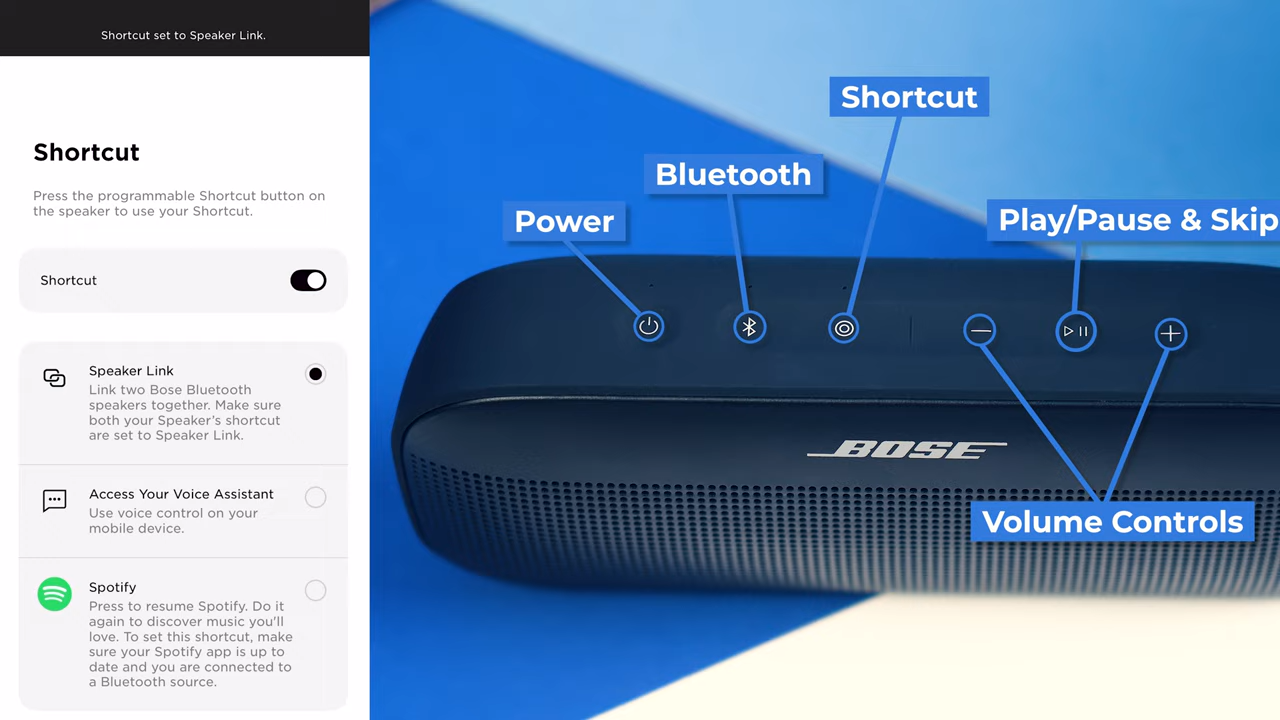 Shortcut set to Speaker Link.
Shortcut
Press the programmable Shortcut button on
the speaker to use your Shortcut.
Shortcut
Speaker Link
Link two Bose Bluetooth
speakers together. Make sure
both your Speaker's shortcut
are set to Speaker Link.
Access Your Voice Assistant
Use voice control on your
mobile device.
Spotify
Press to resume Spotify. Do it
again to discover music you'll
love. To set this shortcut, make
sure your Spotify app is up to
date and you are connected to
a Bluetooth source.
Shortcut
Bluetooth
Power
Play/Pause & Skip
BOSE
Volume Controls